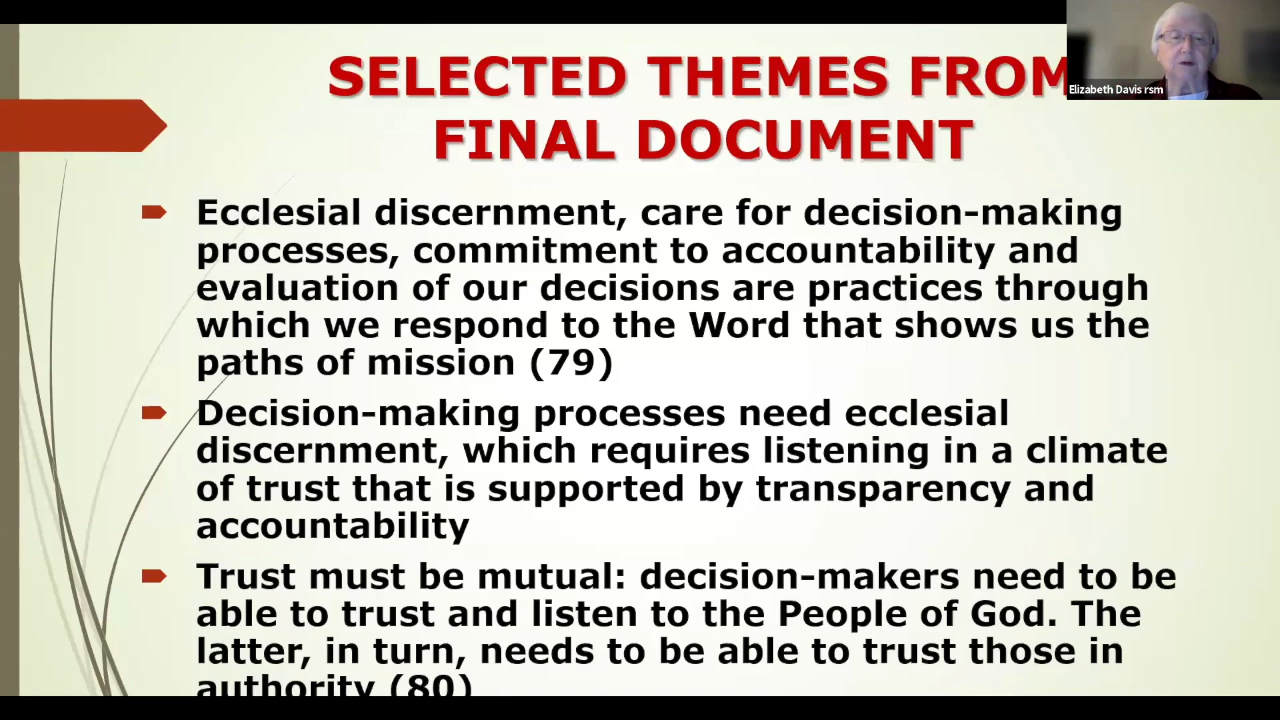 SELECTED THEMES FROM
FINAL DOCUMENT
Elizabeth Davis rsm
Ecclesial discernment, care for decision-making
processes, commitment to accountability and
evaluation of our decisions are practices through
which we respond to the Word that shows us the
paths of mission (79)
Decision-making processes need ecclesial
discernment, which requires listening in a climate
of trust that is supported by transparency and
accountability
Trust must be mutual: decision-makers need to be
able to trust and listen to the People of God. The
latter, in turn, needs to be able to trust those in
authority (80)